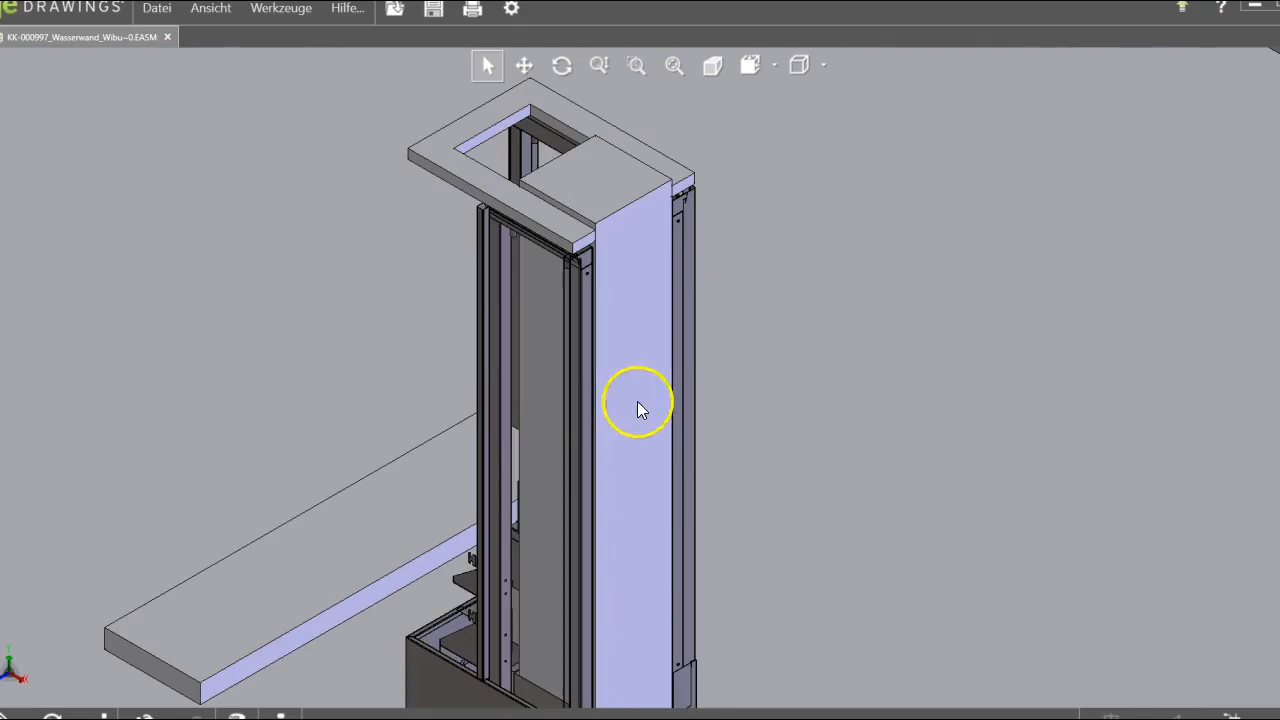 DRAWINGS
Datei Ansicht Werkzeuge Hilfe...
KK-000997_Wasserwand_Wibu~0.EASM